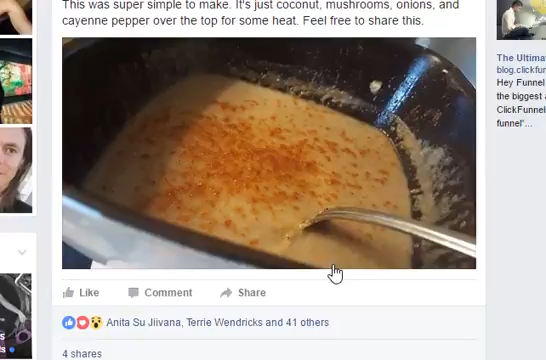 This was super simple to make. It's just coconut, mushrooms, onions, and
cayenne pepper over the top for some heat. Feel free to share this.
Like
Comment
Share
Anita Su Jiivana, Terrie Wendricks and 41 others
4 shares
The Ultima
blog.clickfur
Hey Funnel
the biggest a
ClickFunnel
funnel"...